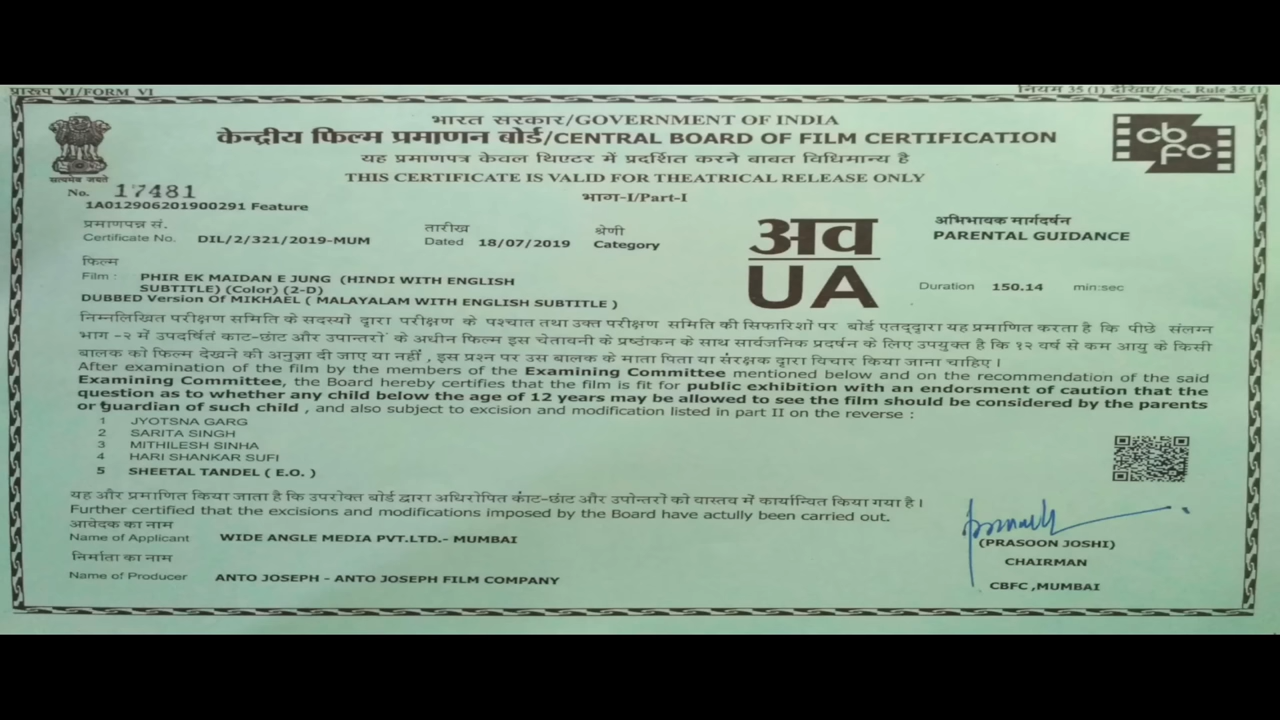 प्रारूप VI/FORM VI
नियम 35 (1) देखिए/Sec. Rule 35 (1)
भारत सरकार/GOVERNMENT OF INDIA
केन्द्रीय फिल्म प्रमाणन बोर्ड/CENTRAL BOARD OF FILM CERTIFICATION
यह प्रमाणपत्र केवल थिएटर में प्रदर्शित करने बाबत विधिमान्य है
THIS CERTIFICATE IS VALID FOR THEATRICAL RELEASE ONLY
भाग-I/Part-I
cb
fc
सत्यमेव जयते
No. 17481
1A012906201900291 Feature
प्रमाणपत्र सं.
Certificate No. DIL/2/321/2019-MUM
तारीख
Dated 18/07/2019
श्रेणी
Category
अव
UA
अभिभावक मार्गदर्षन
PARENTAL GUIDANCE
फिल्म
Film : PHIR EK MAIDAN E JUNG (HINDI WITH ENGLISH
SUBTITLE) (Color) (2-D)
DUBBED Version Of MIKHAEL ( MALAYALAM WITH ENGLISH SUBTITLE )
Duration 150.14 min:sec
निम्नलिखित परीक्षण समिति के सदस्यों द्वारा परीक्षण के पश्चात तथा उक्त परीक्षण समिति की सिफारिशों पर बोर्ड एतद्द्वारा यह प्रमाणित करता है कि पीछे संलग्न
भाग -२ में उपदर्षित काट-छाँट और उपान्तरों के अधीन फिल्म इस चेतावनी के प्रष्ठांकन के साथ सार्वजनिक प्रदर्षन के लिए उपयुक्त है कि १२ वर्ष से कम आयु के किसी
बालक को फिल्म देखने की अनुज्ञा दी जाए या नहीं , इस प्रश्न पर उस बालक के माता पिता या संरक्षक द्वारा विचार किया जाना चाहिए।
After examination of the film by the members of the Examining Committee mentioned below and on the recommendation of the said
Examining Committee, the Board hereby certifies that the film is fit for public exhibition with an endorsement of caution that the
question as to whether any child below the age of 12 years may be allowed to see the film should be considered by the parents
or guardian of such child , and also subject to excision and modification listed in part II on the reverse :
1 JYOTSNA GARG
2 SARITA SINGH
3 MITHILESH SINHA
4 HARI SHANKAR SUFI
5 SHEETAL TANDEL ( E.O. )
यह और प्रमाणित किया जाता है कि उपरोक्त बोर्ड द्वारा अधिरोपित काँट-छांट और उपोन्तरों को वास्तव में कार्यान्वित किया गया है।
Further certified that the excisions and modifications imposed by the Board have actully been carried out.
आवेदक का नाम
Name of Applicant WIDE ANGLE MEDIA PVT.LTD.- MUMBAI
निर्माता का नाम
Name of Producer ANTO JOSEPH - ANTO JOSEPH FILM COMPANY
(PRASOON JOSHI)
CHAIRMAN
CBFC ,MUMBAI